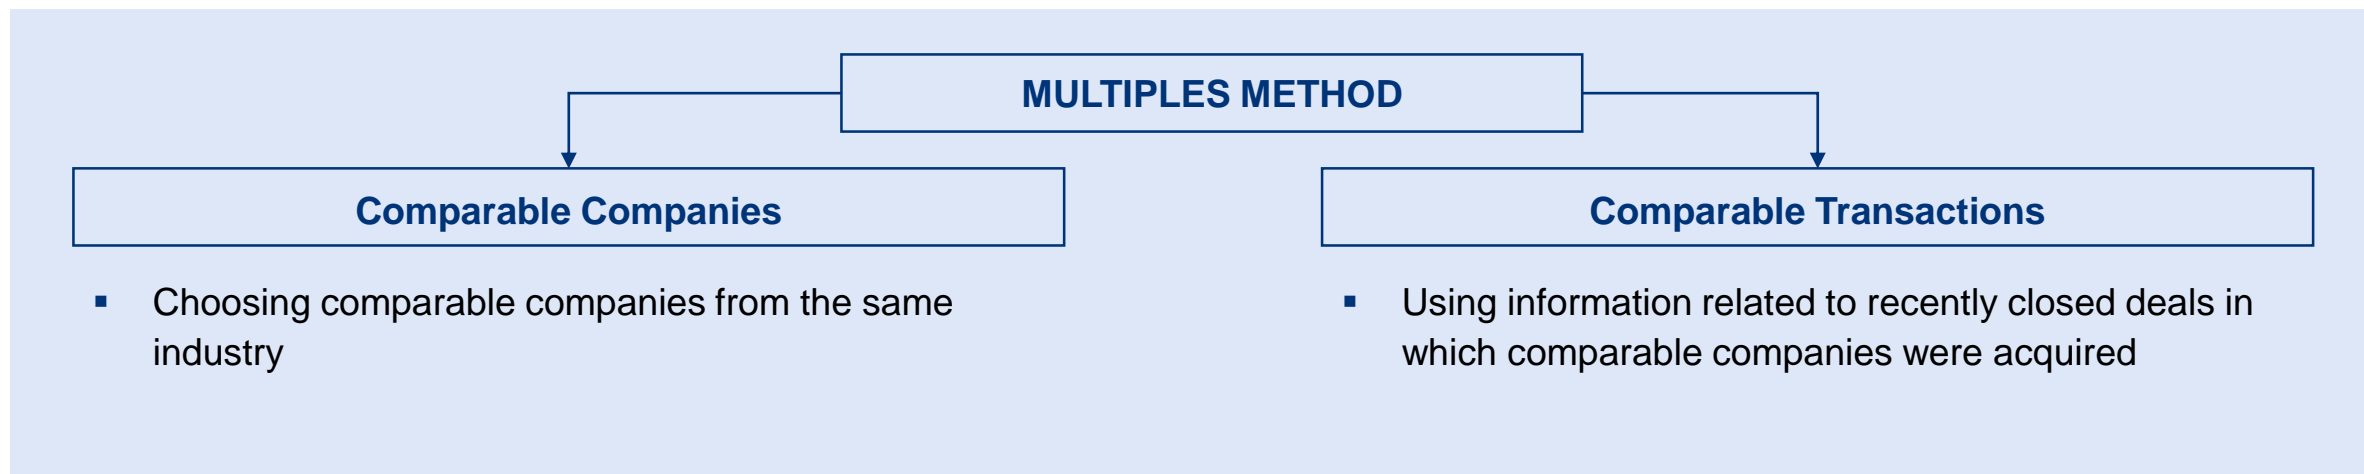 MULTIPLES METHOD
Comparable Companies
▪ Choosing comparable companies from the same
industry
Comparable Transactions
▪ Using information related to recently closed deals in
which comparable companies were acquired